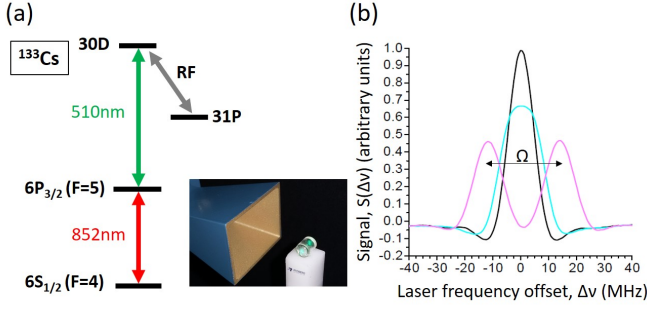 (a)
30D
¹³³Cs
RF
510nm
31P
6P₃/₂ (F=5)
852nm
6S₁/₂ (F=4)
(b)
Signal, S(Δν) (arbitrary units)
1.0
0.9
0.8
0.7
0.6
0.5
0.4
0.3
0.2
0.1
0.0
-0.1
-0.2
Ω
-40 -30 -20 -10 0 10 20 30 40
Laser frequency offset, Δν (MHz)